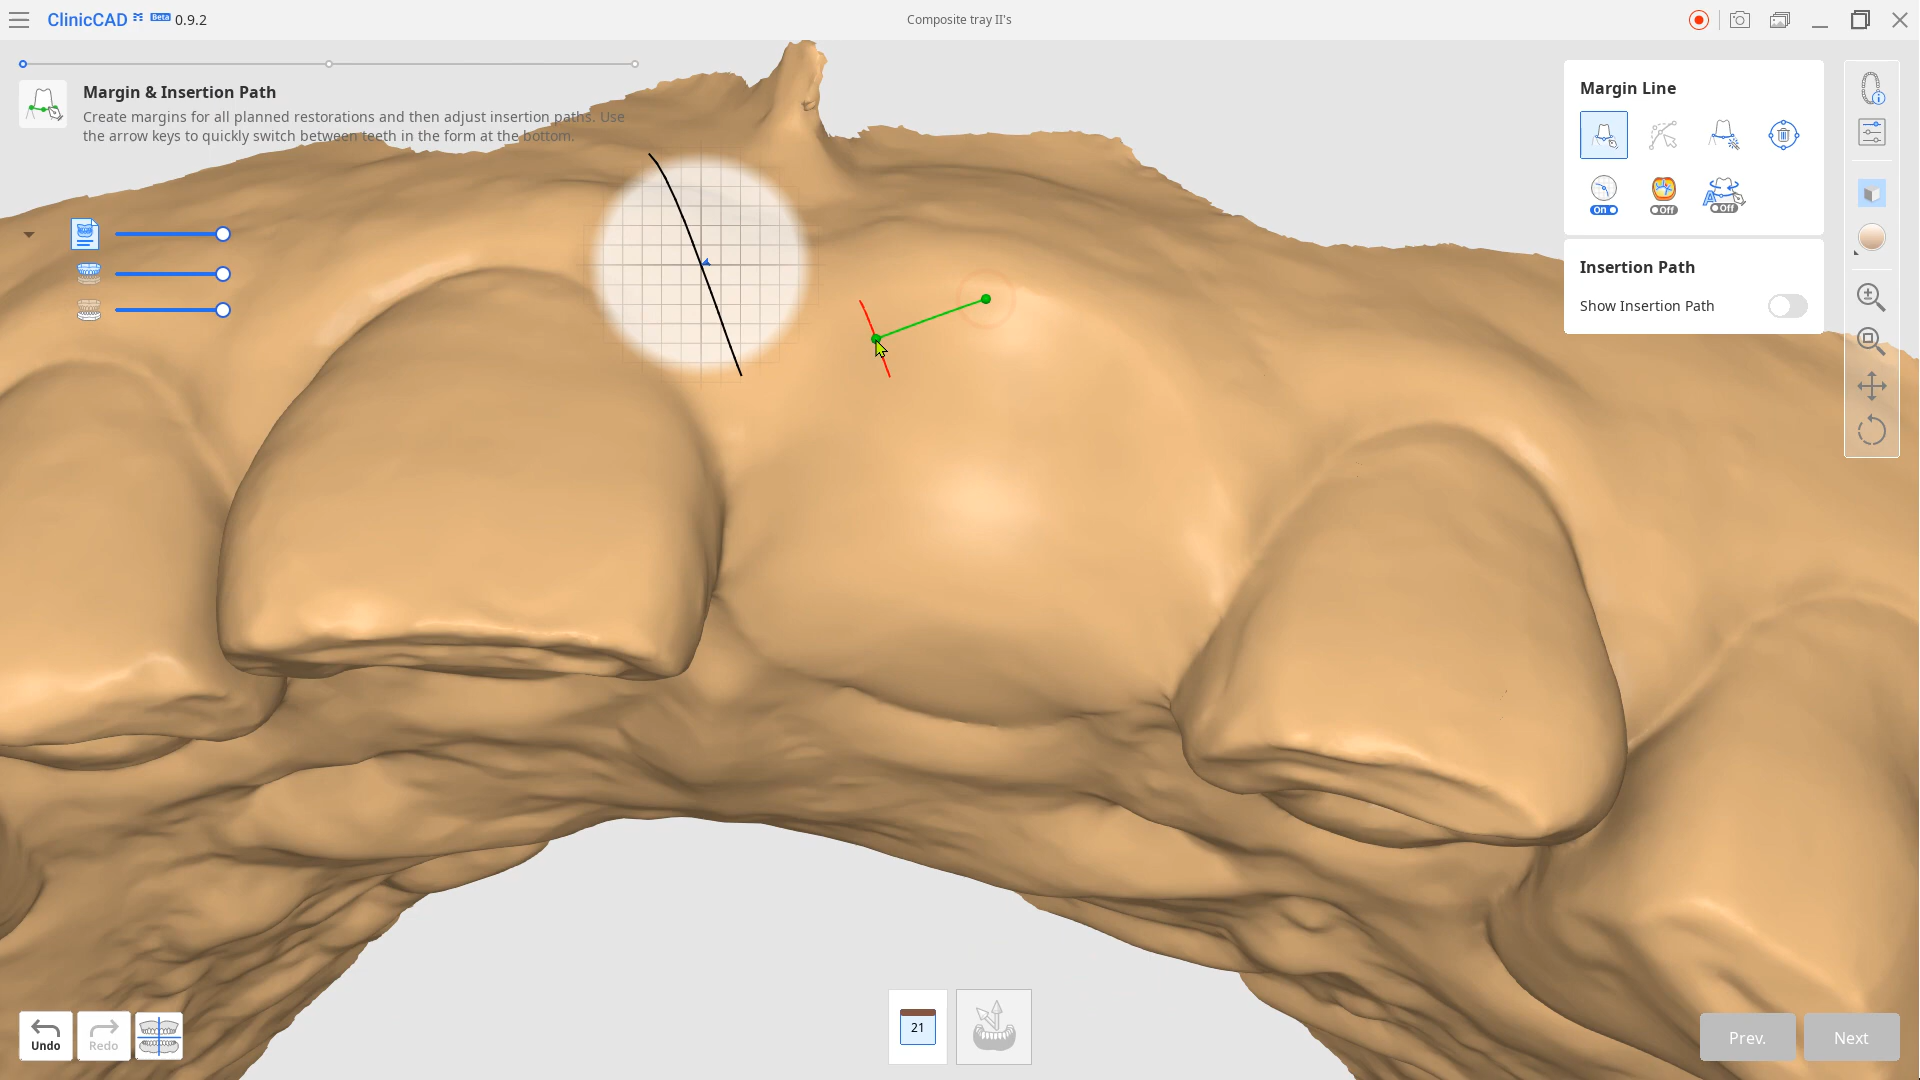 ClinicCAD Beta 0.9.2
Composite tray II's
Margin & Insertion Path
Create margins for all planned restorations and then adjust insertion paths. Use
the arrow keys to quickly switch between teeth in the form at the bottom.
Margin Line
On
Off
Off
Insertion Path
Show Insertion Path
21
Undo
Redo
Prev.
Next